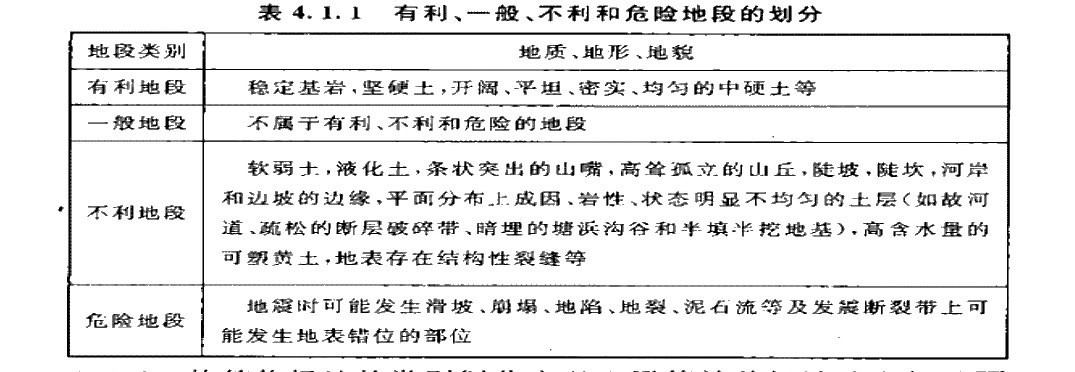 表 4.1.1 有利、一般、不利和危险地段的划分
地段类别 地质、地形、地貌
有利地段 稳定基岩,坚硬土,开阔、平坦、密实、均匀的中硬土等
一般地段 不属于有利、不利和危险的地段
不利地段 软弱土,液化土,条状突出的山嘴,高耸孤立的山丘,陡坡,陡坎,河岸
和边坡的边缘,平面分布上成因、岩性、状态明显不均匀的土层(如故河
道、疏松的断层破碎带、暗埋的塘浜沟谷和半填半挖地基),高含水量的
可塑黄土,地表存在结构性裂缝等
危险地段 地震时可能发生滑坡、崩塌、地陷、地裂、泥石流等及发震断裂带上可
能发生地表错位的部位